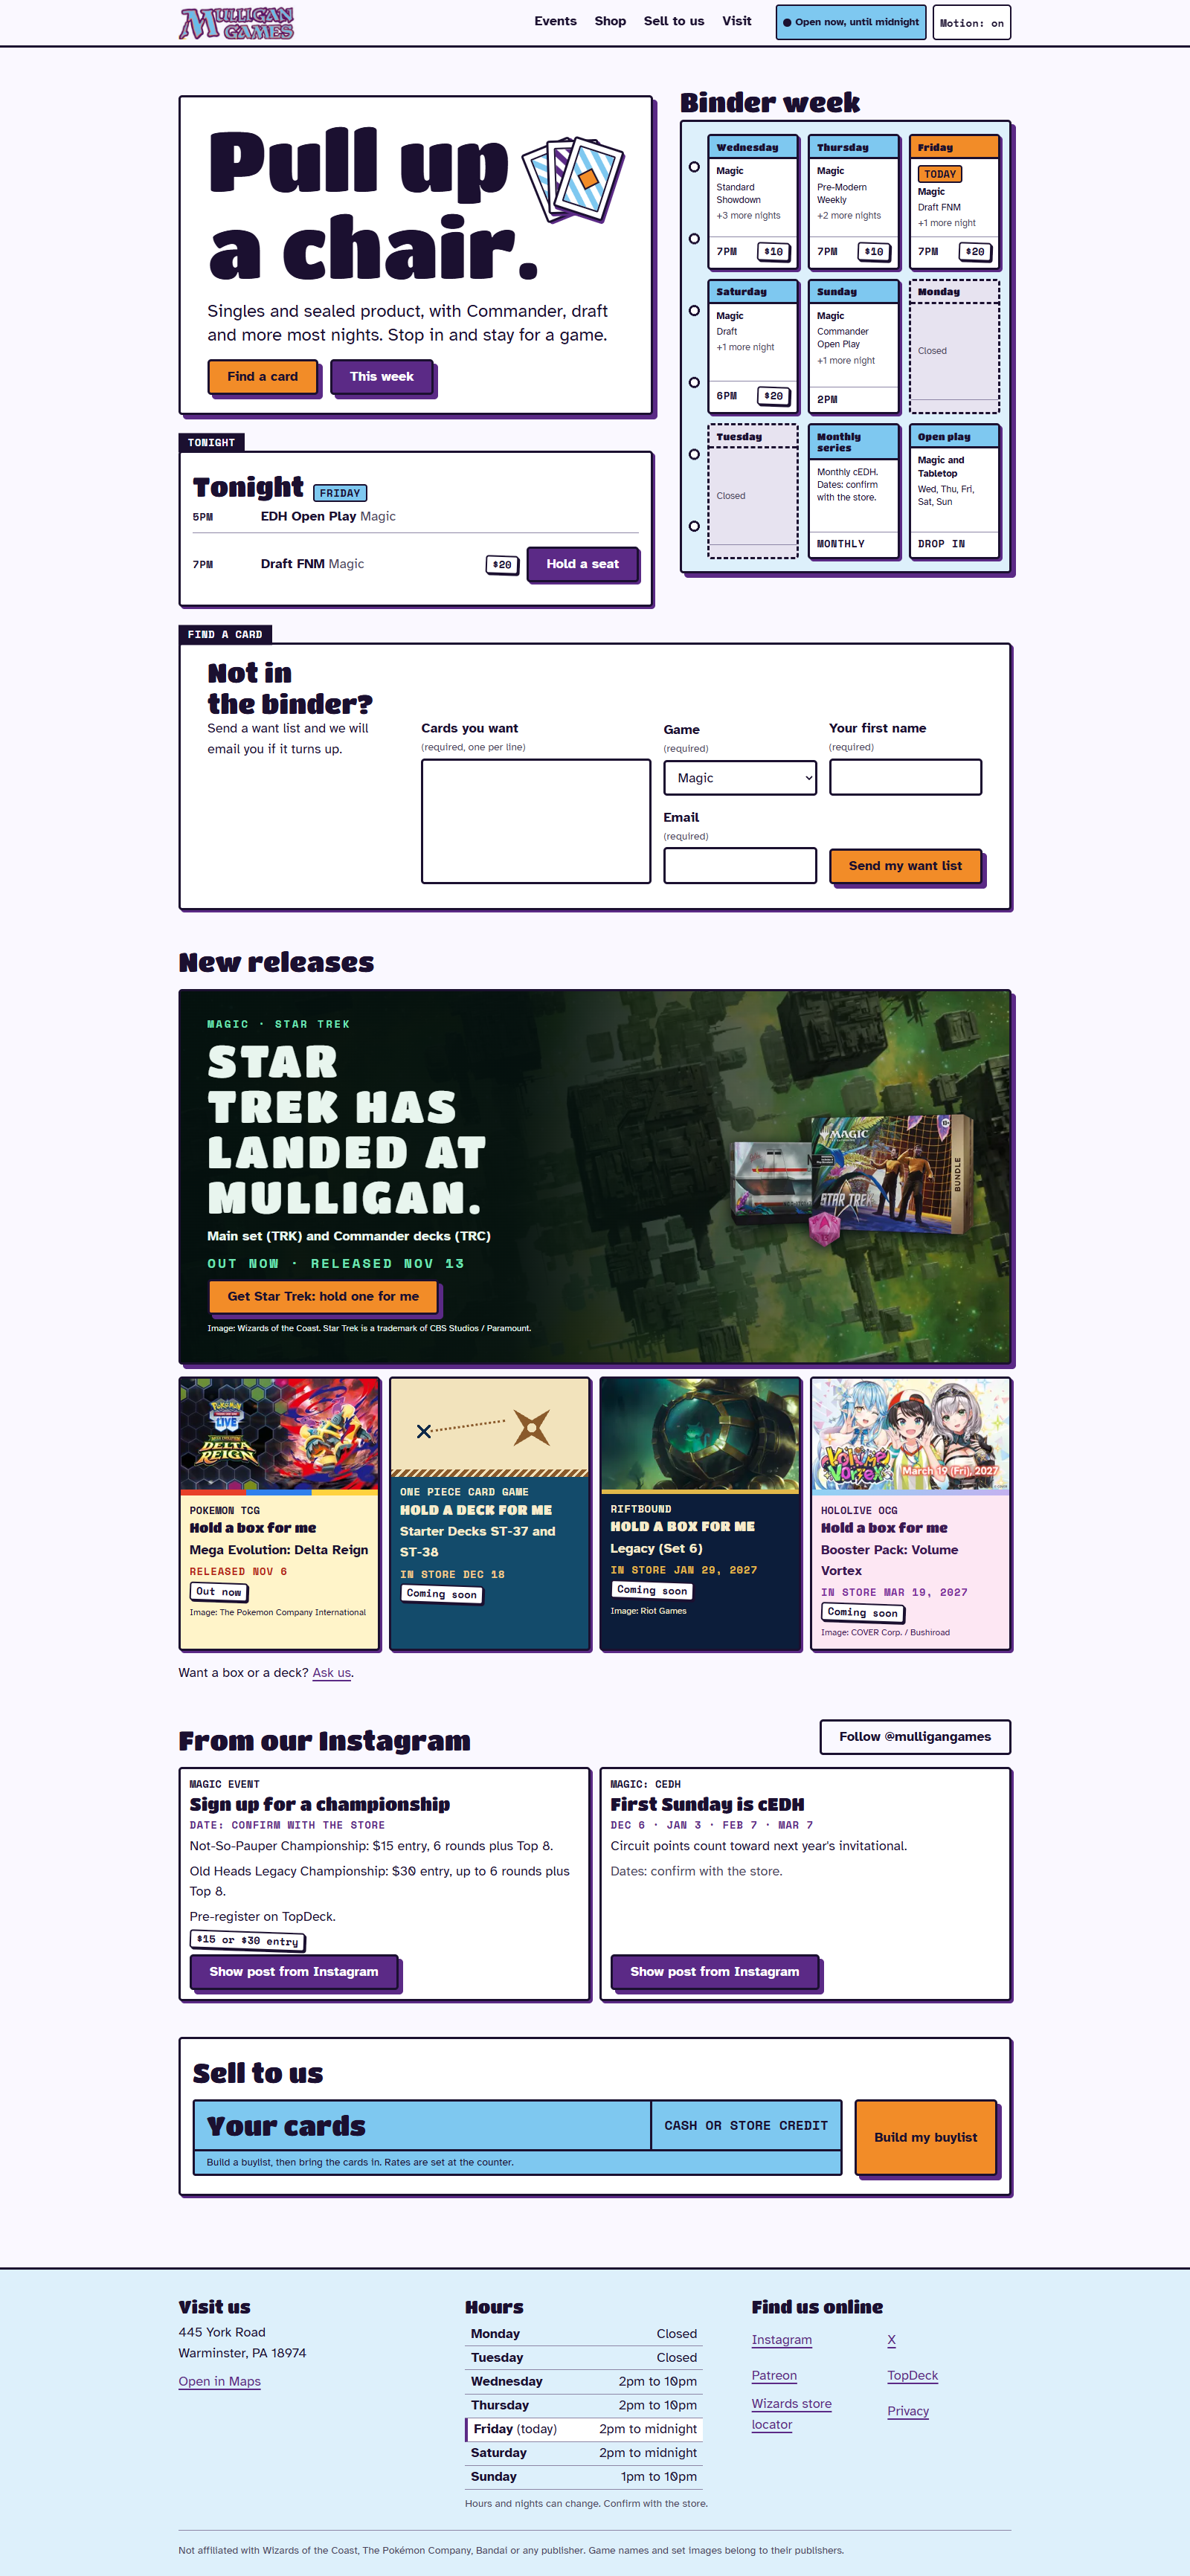 MULLIGAN
GAMES
Events
Shop
Sell to us
Visit
Open now, until midnight
Motion: on
Pull up
a chair.
Singles and sealed product, with Commander, draft
and more most nights. Stop in and stay for a game.
Find a card
This week
Binder week
Wednesday
Magic
Standard
Showdown
+3 more nights
7PM
$10
Thursday
Magic
Pre-Modern
Weekly
+2 more nights
7PM
$10
Friday
TODAY
Magic
Draft FNM
+1 more night
7PM
$20
Saturday
Magic
Draft
+1 more night
6PM
$20
Sunday
Magic
Commander
Open Play
+1 more night
2PM
Monday
Closed
Tuesday
Closed
Monthly
series
Monthly cEDH.
Dates: confirm
with the store.
MONTHLY
Open play
Magic and
Tabletop
Wed, Thu, Fri,
Sat, Sun
DROP IN
TONIGHT
Tonight
FRIDAY
5PM
EDH Open Play Magic
7PM
Draft FNM Magic
$20
Hold a seat
FIND A CARD
Not in
the binder?
Send a want list and we will
email you if it turns up.
Cards you want
(required, one per line)
Game
(required)
Magic
Your first name
(required)
Email
(required)
Send my want list
New releases
MAGIC · STAR TREK
STAR
TREK HAS
LANDED AT
MULLIGAN.
Main set (TRK) and Commander decks (TRC)
OUT NOW · RELEASED NOV 13
Get Star Trek: hold one for me
Image: Wizards of the Coast. Star Trek is a trademark of CBS Studios / Paramount.
MAGIC
STAR TREK
BUNDLE
Pokémon
LIVE
DELTA
REIGN
POKEMON TCG
Hold a box for me
Mega Evolution: Delta Reign
RELEASED NOV 6
Out now
Image: The Pokemon Company International
ONE PIECE CARD GAME
HOLD A DECK FOR ME
Starter Decks ST-37 and
ST-38
IN STORE DEC 18
Coming soon
RIFTBOUND
HOLD A BOX FOR ME
Legacy (Set 6)
IN STORE JAN 29, 2027
Coming soon
Image: Riot Games
Volume
Vortex
March 19 (Fri), 2027
HOLOLIVE OCG
Hold a box for me
Booster Pack: Volume
Vortex
IN STORE MAR 19, 2027
Coming soon
Image: COVER Corp. / Bushiroad
Want a box or a deck? Ask us.
From our Instagram
Follow @mulligangames
MAGIC EVENT
Sign up for a championship
DATE: CONFIRM WITH THE STORE
Not-So-Pauper Championship: $15 entry, 6 rounds plus Top 8.
Old Heads Legacy Championship: $30 entry, up to 6 rounds plus
Top 8.
Pre-register on TopDeck.
$15 or $30 entry
Show post from Instagram
MAGIC: CEDH
First Sunday is cEDH
DEC 6 · JAN 3 · FEB 7 · MAR 7
Circuit points count toward next year's invitational.
Dates: confirm with the store.
Show post from Instagram
Sell to us
Your cards
CASH OR STORE CREDIT
Build a buylist, then bring the cards in. Rates are set at the counter.
Build my buylist
Visit us
445 York Road
Warminster, PA 18974
Open in Maps
Hours
Monday Closed
Tuesday Closed
Wednesday 2pm to 10pm
Thursday 2pm to 10pm
Friday (today) 2pm to midnight
Saturday 2pm to midnight
Sunday 1pm to 10pm
Hours and nights can change. Confirm with the store.
Find us online
Instagram
X
Patreon
TopDeck
Wizards store
locator
Privacy
Not affiliated with Wizards of the Coast, The Pokémon Company, Bandai or any publisher. Game names and set images belong to their publishers.